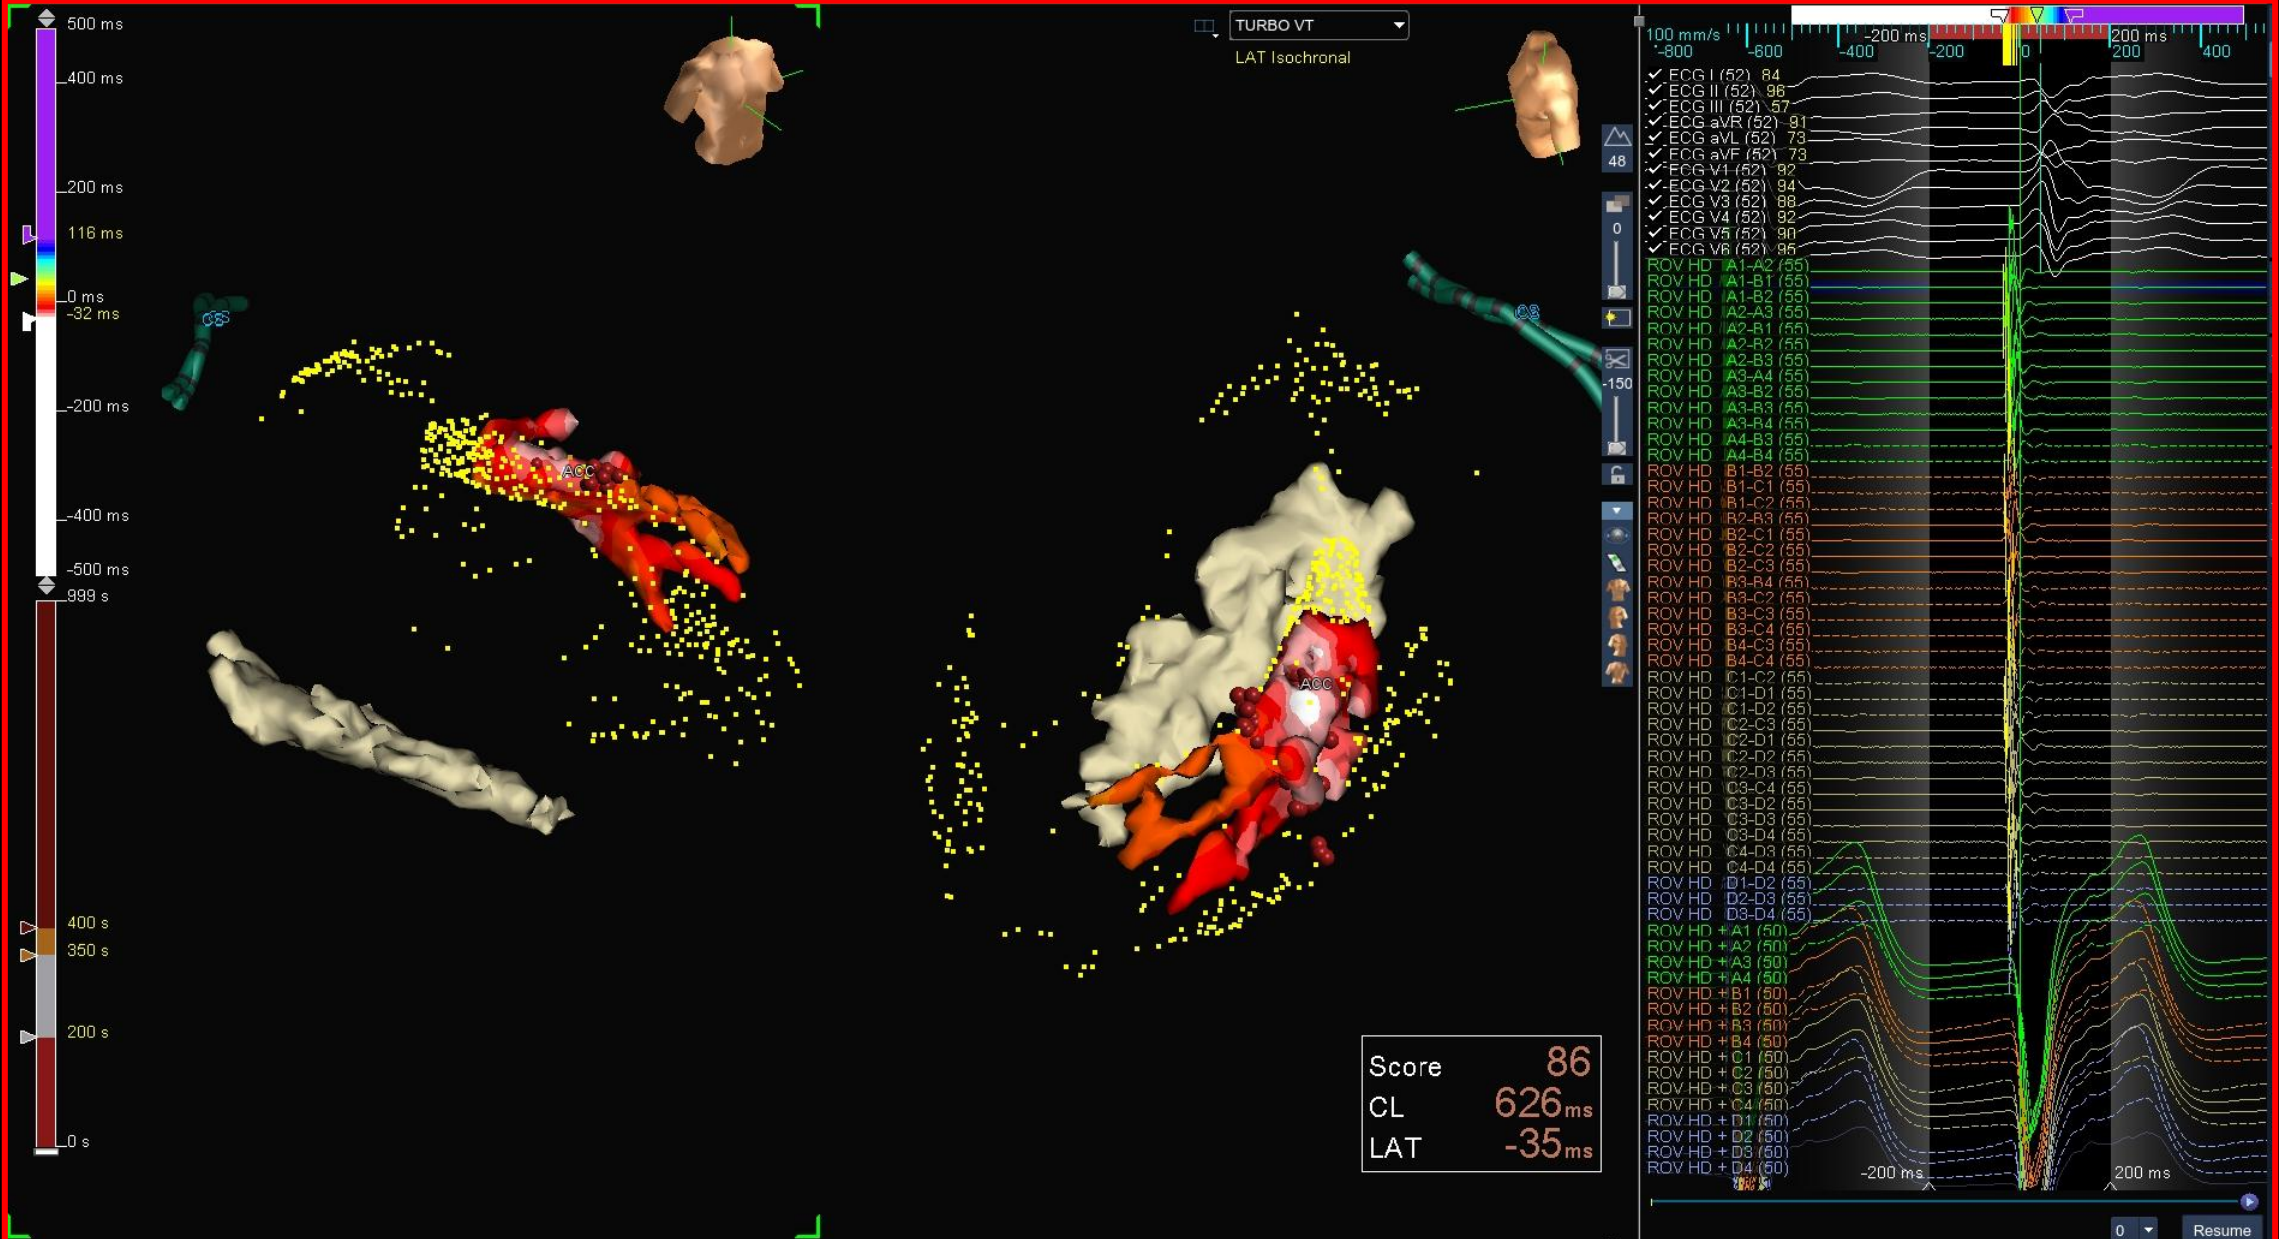 500 ms
400 ms
200 ms
116 ms
0 ms
-32 ms
-200 ms
-400 ms
-500 ms
999 s
400 s
350 s
200 s
0 s
CS
ACC
TURBO VT
LAT Isochronal
CS
ACC
48
0
-150
Score 86
CL 626 ms
LAT -35 ms
100 mm/s -200 ms 200 ms
-800 -600 -400 -200 0 200 400
ECG I (52) 84
ECG II (52) 96
ECG III (52) 57
ECG aVR (52) 91
ECG aVL (52) 73
ECG aVF (52) 73
ECG V1 (52) 92
ECG V2 (52) 94
ECG V3 (52) 88
ECG V4 (52) 92
ECG V5 (52) 90
ECG V6 (52) 95
ROV HD A1-A2 (55)
ROV HD A1-B1 (55)
ROV HD A1-B2 (55)
ROV HD A2-A3 (55)
ROV HD A2-B1 (55)
ROV HD A2-B2 (55)
ROV HD A2-B3 (55)
ROV HD A3-A4 (55)
ROV HD A3-B2 (55)
ROV HD A3-B3 (55)
ROV HD A3-B4 (55)
ROV HD A4-B3 (55)
ROV HD A4-B4 (55)
ROV HD B1-B2 (55)
ROV HD B1-C1 (55)
ROV HD B1-C2 (55)
ROV HD B2-B3 (55)
ROV HD B2-C1 (55)
ROV HD B2-C2 (55)
ROV HD B2-C3 (55)
ROV HD B3-B4 (55)
ROV HD B3-C2 (55)
ROV HD B3-C3 (55)
ROV HD B3-C4 (55)
ROV HD B4-C3 (55)
ROV HD B4-C4 (55)
ROV HD C1-C2 (55)
ROV HD C1-D1 (55)
ROV HD C1-D2 (55)
ROV HD C2-C3 (55)
ROV HD C2-D1 (55)
ROV HD C2-D2 (55)
ROV HD C2-D3 (55)
ROV HD C3-C4 (55)
ROV HD C3-D2 (55)
ROV HD C3-D3 (55)
ROV HD C3-D4 (55)
ROV HD C4-D3 (55)
ROV HD C4-D4 (55)
ROV HD D1-D2 (55)
ROV HD D2-D3 (55)
ROV HD D3-D4 (55)
ROV HD + A1 (50)
ROV HD + A2 (50)
ROV HD + A3 (50)
ROV HD + A4 (50)
ROV HD + B1 (50)
ROV HD + B2 (50)
ROV HD + B3 (50)
ROV HD + B4 (50)
ROV HD + C1 (50)
ROV HD + C2 (50)
ROV HD + C3 (50)
ROV HD + C4 (50)
ROV HD + D1 (50)
ROV HD + D2 (50)
ROV HD + D3 (50)
ROV HD + D4 (50)
-200 ms 200 ms
0 Resume